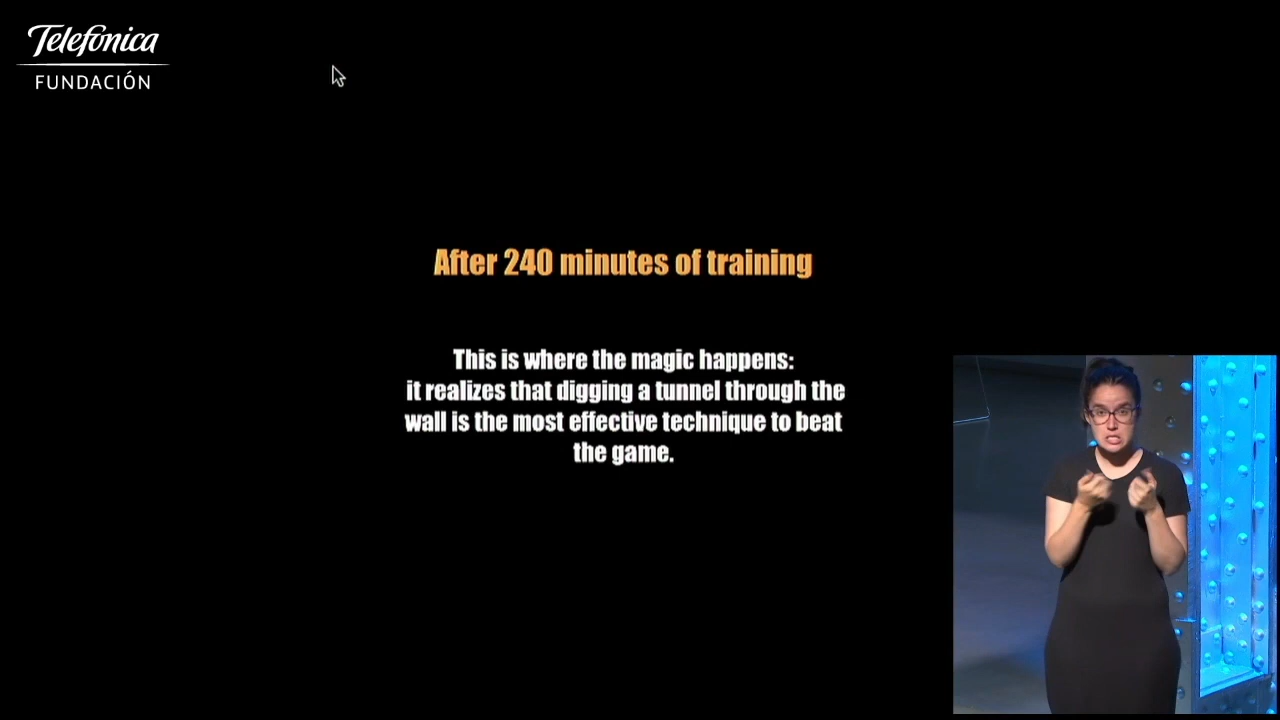 Telefónica
FUNDACIÓN
After 240 minutes of training
This is where the magic happens:
it realizes that digging a tunnel through the
wall is the most effective technique to beat
the game.